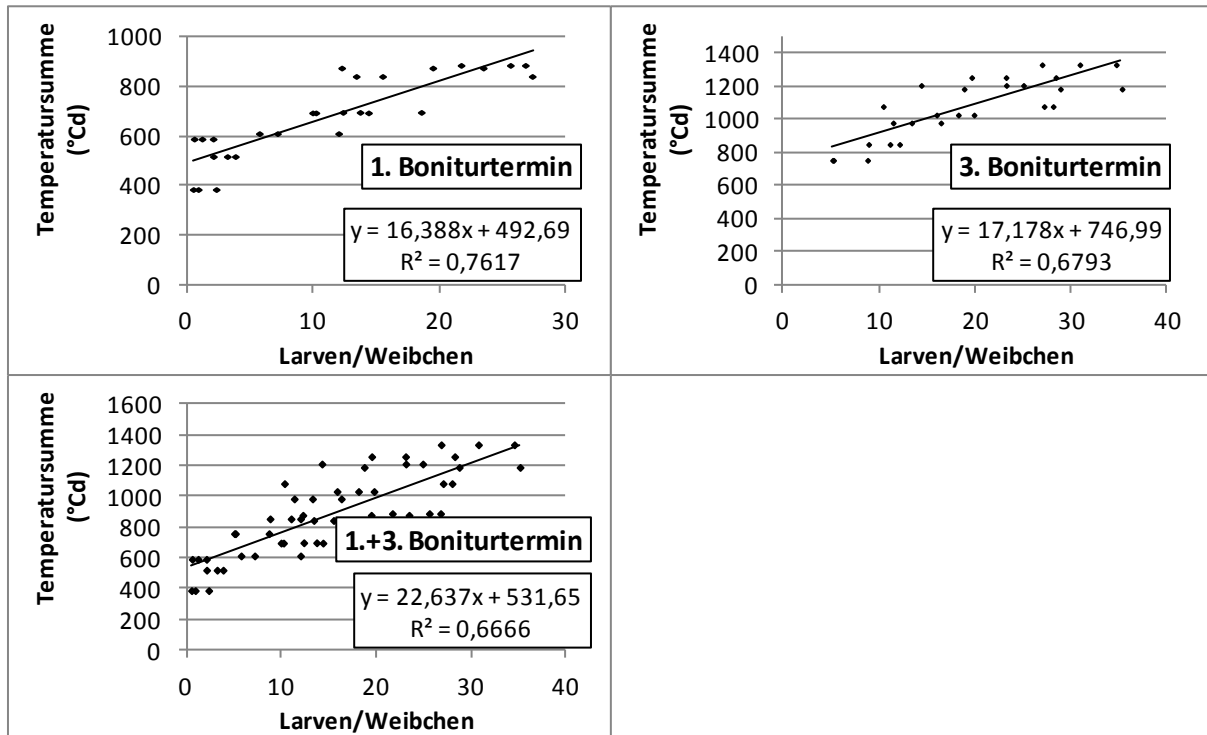 Temperatursumme
(°Cd)
1000
800
600
400
200
0
1. Boniturtermin
y = 16,388x + 492,69
R² = 0,7617
0 10 20 30
Larven/Weibchen
Temperatursumme
(°Cd)
1400
1200
1000
800
600
400
200
0
3. Boniturtermin
y = 17,178x + 746,99
R² = 0,6793
0 10 20 30 40
Larven/Weibchen
Temperatursumme
(°Cd)
1600
1400
1200
1000
800
600
400
200
0
1.+3. Boniturtermin
y = 22,637x + 531,65
R² = 0,6666
0 10 20 30 40
Larven/Weibchen